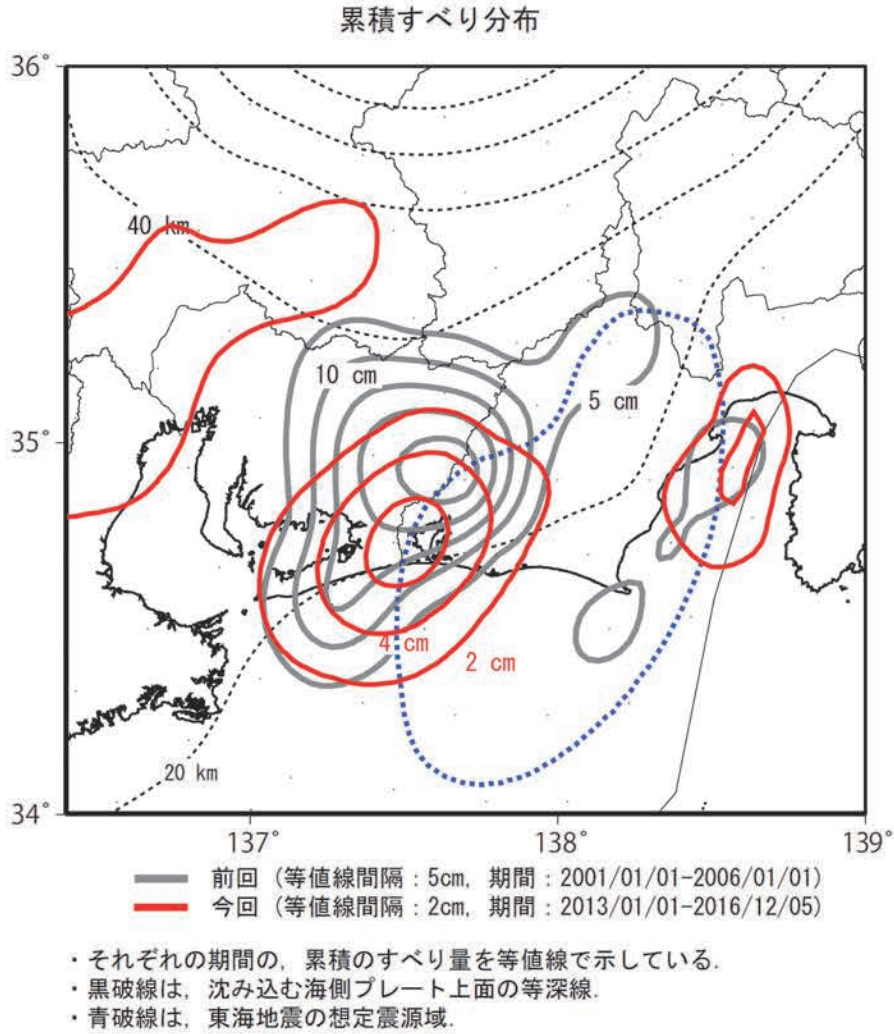 累積すべり分布
36°
40 km
10 cm
5 cm
35°
4 cm
2 cm
20 km
34°
137°
138°
139°
前回 (等値線間隔：5cm, 期間：2001/01/01-2006/01/01)
今回 (等値線間隔：2cm, 期間：2013/01/01-2016/12/05)
・それぞれの期間の, 累積のすべり量を等値線で示している.
・黒破線は, 沈み込む海側プレート上面の等深線.
・青破線は, 東海地震の想定震源域.